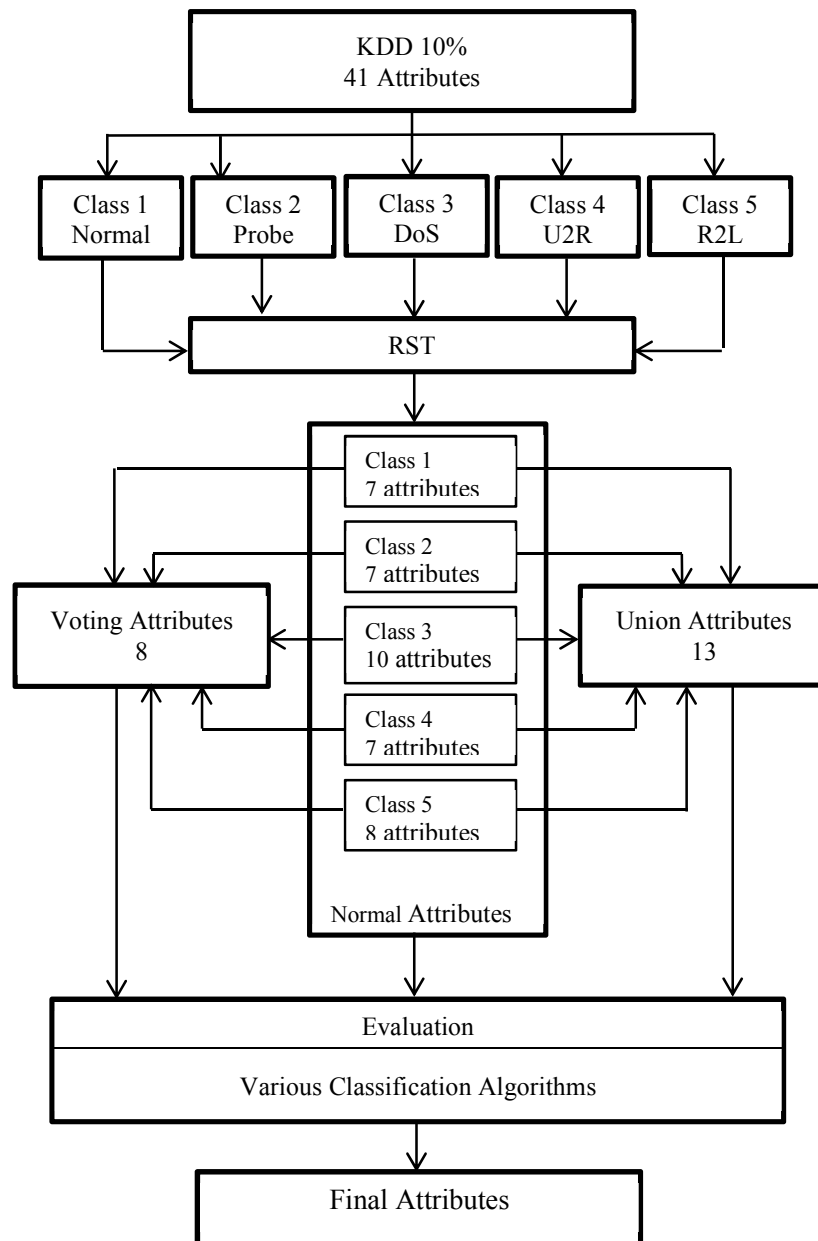 KDD 10%
41 Attributes
Class 1
Normal
Class 2
Probe
Class 3
DoS
Class 4
U2R
Class 5
R2L
RST
Class 1
7 attributes
Class 2
7 attributes
Voting Attributes
8
Class 3
10 attributes
Union Attributes
13
Class 4
7 attributes
Class 5
8 attributes
Normal Attributes
Evaluation
Various Classification Algorithms
Final Attributes